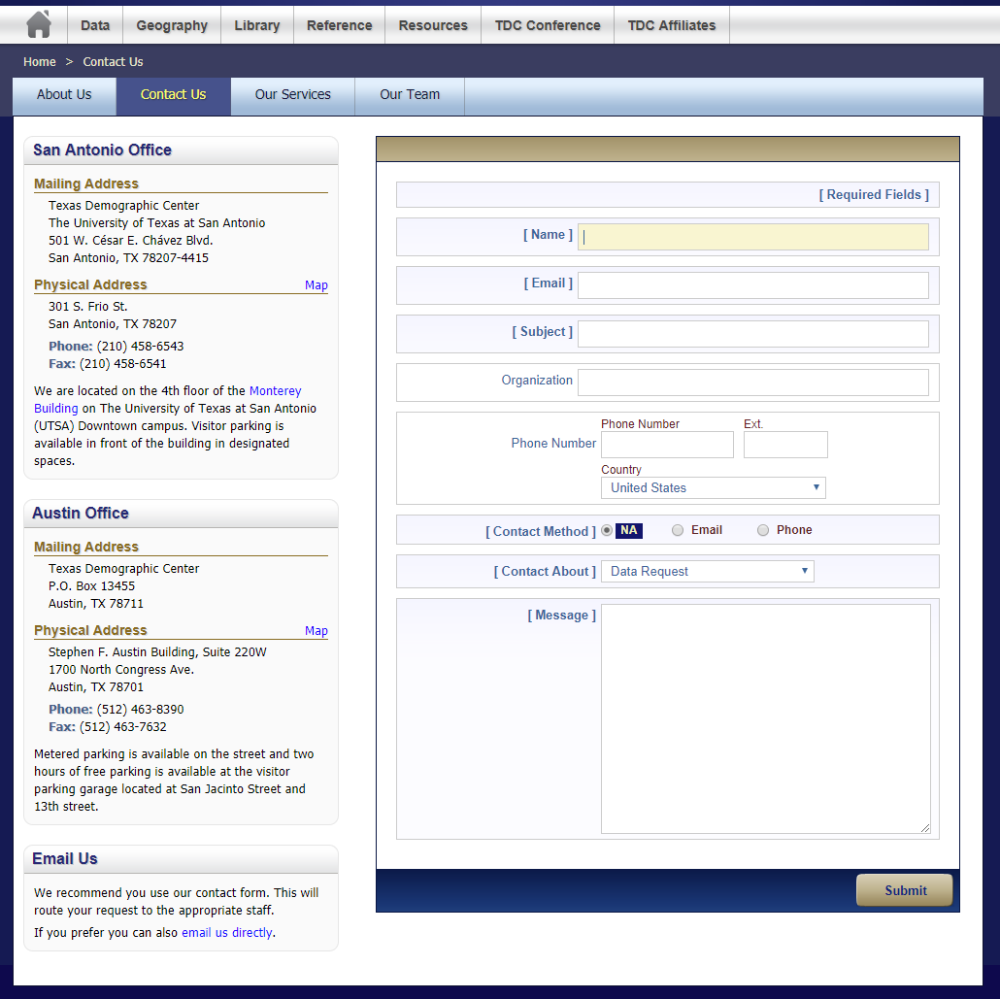 Data Geography Library Reference Resources TDC Conference TDC Affiliates
Home > Contact Us
About Us Contact Us Our Services Our Team
San Antonio Office
Mailing Address
Texas Demographic Center
The University of Texas at San Antonio
501 W. César E. Chávez Blvd.
San Antonio, TX 78207-4415
Physical Address Map
301 S. Frio St.
San Antonio, TX 78207
Phone: (210) 458-6543
Fax: (210) 458-6541
We are located on the 4th floor of the Monterey
Building on The University of Texas at San Antonio
(UTSA) Downtown campus. Visitor parking is
available in front of the building in designated
spaces.
Austin Office
Mailing Address
Texas Demographic Center
P.O. Box 13455
Austin, TX 78711
Physical Address Map
Stephen F. Austin Building, Suite 220W
1700 North Congress Ave.
Austin, TX 78701
Phone: (512) 463-8390
Fax: (512) 463-7632
Metered parking is available on the street and two
hours of free parking is available at the visitor
parking garage located at San Jacinto Street and
13th street.
Email Us
We recommend you use our contact form. This will
route your request to the appropriate staff.
If you prefer you can also email us directly.
[ Required Fields ]
[ Name ]
[ Email ]
[ Subject ]
Organization
Phone Number Ext.
Phone Number
Country
United States
[ Contact Method ] NA Email Phone
[ Contact About ] Data Request
[ Message ]
Submit